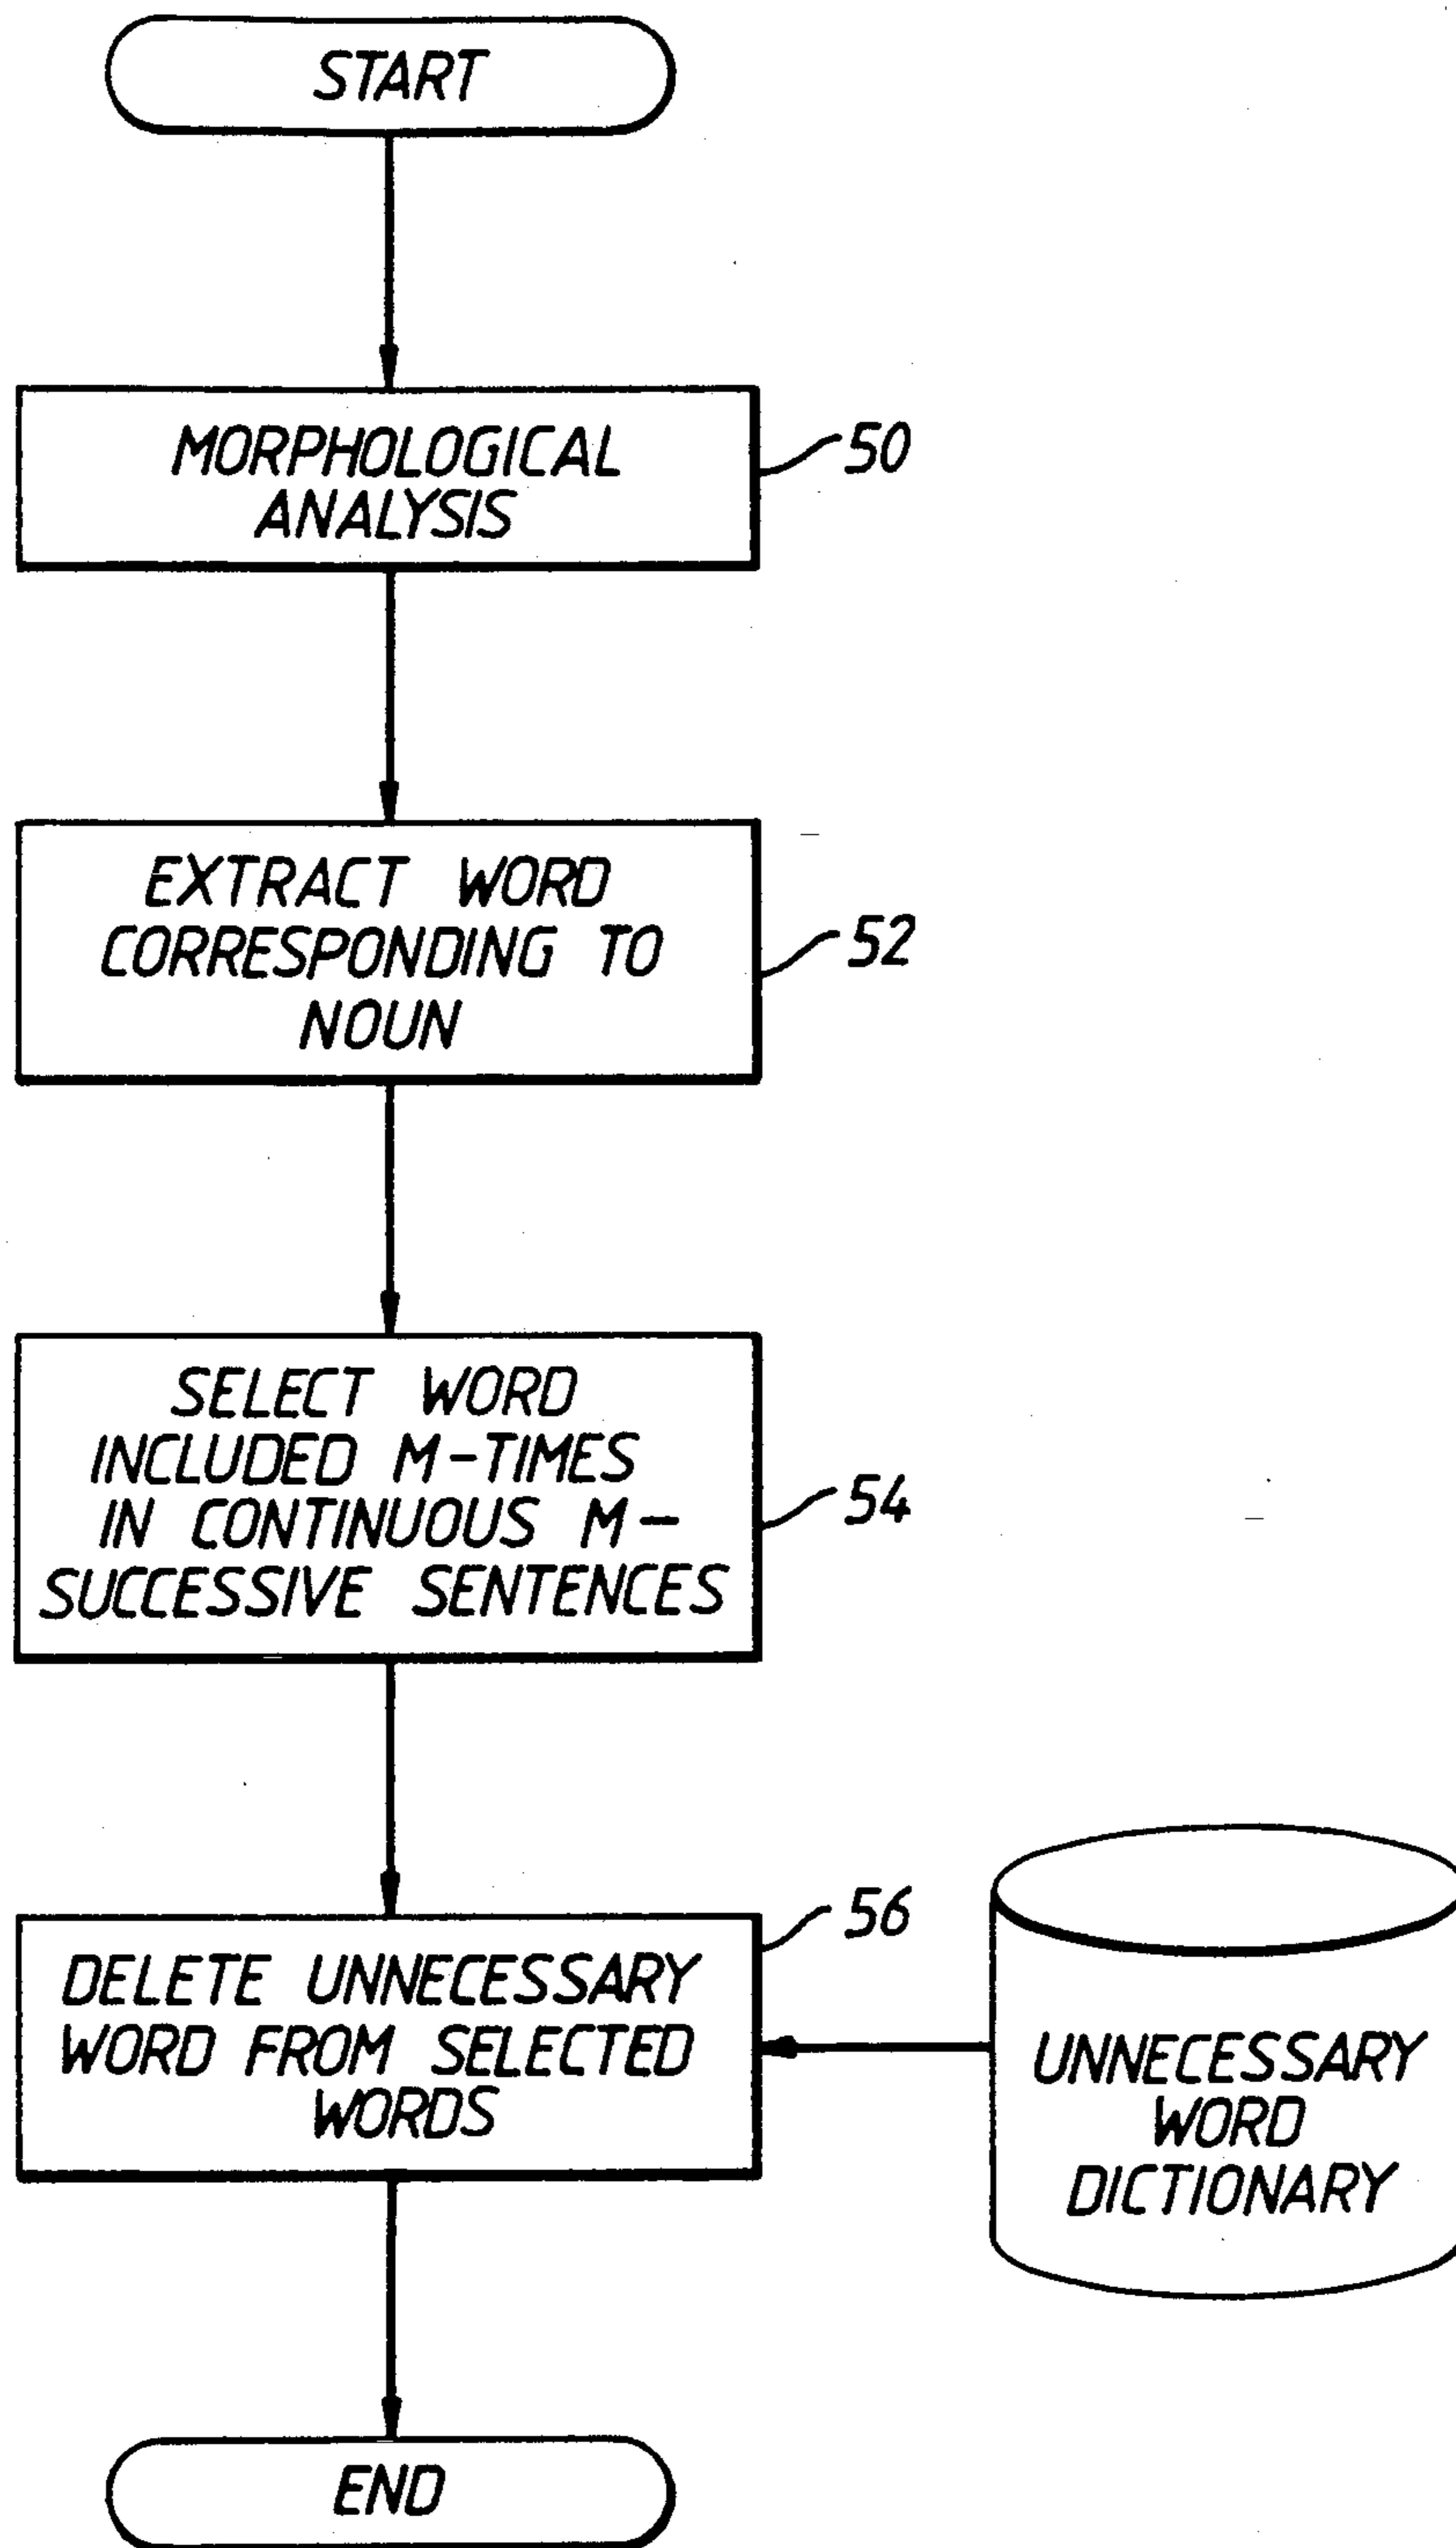 START
MORPHOLOGICAL
ANALYSIS
50
EXTRACT WORD
CORRESPONDING TO
NOUN
52
SELECT WORD
INCLUDED M-TIMES
IN CONTINUOUS M-
SUCCESSIVE SENTENCES
54
DELETE UNNECESSARY
WORD FROM SELECTED
WORDS
56
UNNECESSARY
WORD
DICTIONARY
END